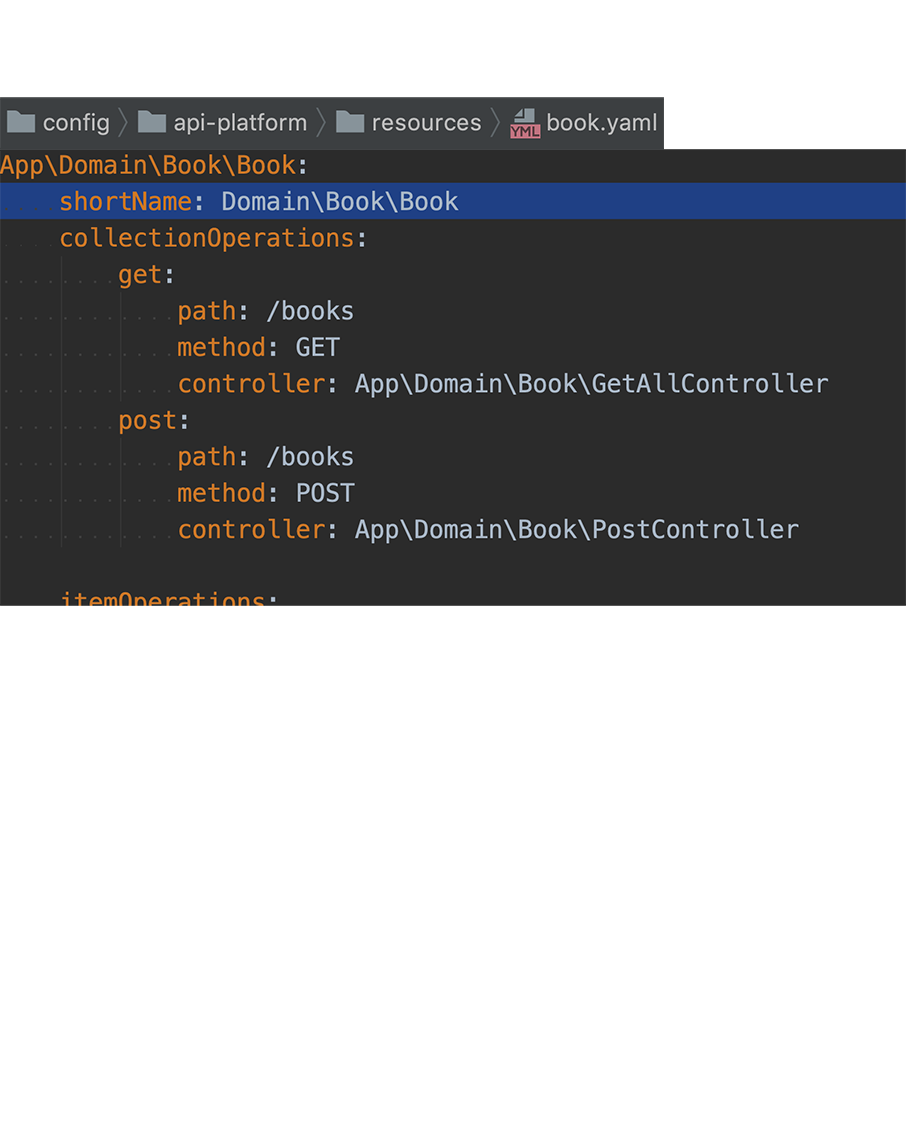 config api-platform resources YML book.yaml
App\Domain\Book\Book:
    shortName: Domain\Book\Book
    collectionOperations:
        get:
            path: /books
            method: GET
            controller: App\Domain\Book\GetAllController
        post:
            path: /books
            method: POST
            controller: App\Domain\Book\PostController
    itemOperations: